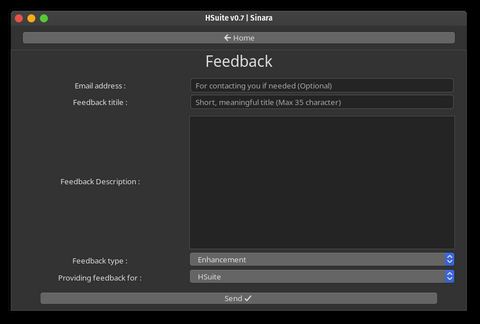 HSuite v0.7 | Sinara
Home
Feedback
Email address :
For contacting you if needed (Optional)
Feedback titile :
Short, meaningful title (Max 35 character)
Feedback Description :
Feedback type :
Enhancement
Providing feedback for :
HSuite
Send ✓